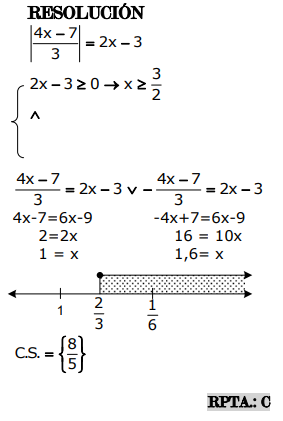 RESOLUCIÓN
|(4x − 7)/3| = 2x − 3
2x − 3 ≥ 0 → x ≥ 3/2
∧
(4x − 7)/3 = 2x − 3 ∨ −(4x − 7)/3 = 2x − 3
4x-7=6x-9 -4x+7=6x-9
2=2x 16 = 10x
1 = x 1,6= x
1 2/3 1/6
C.S. = {8/5}
RPTA.: C